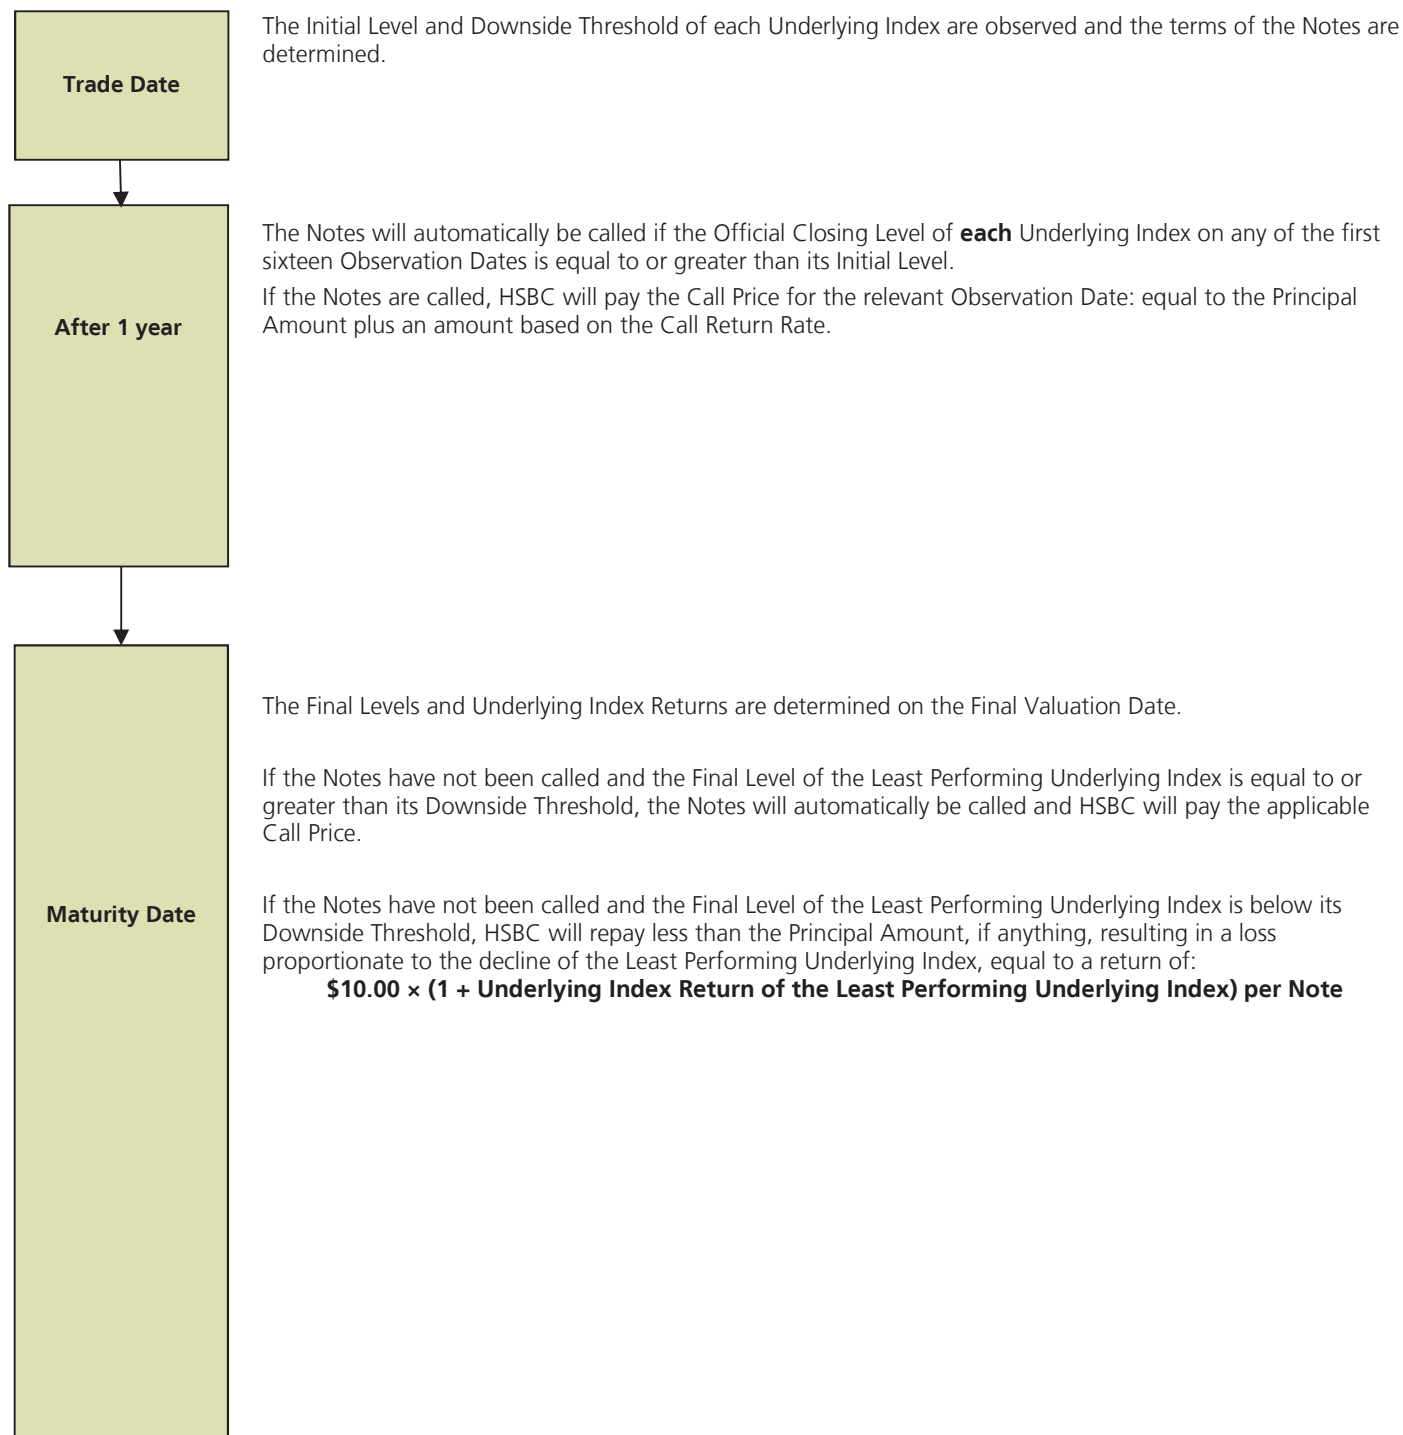 The Initial Level and Downside Threshold of each Underlying Index are observed and the terms of the Notes are
determined.
Trade Date
The Notes will automatically be called if the Official Closing Level of each Underlying Index on any of the first
sixteen Observation Dates is equal to or greater than its Initial Level.
If the Notes are called, HSBC will pay the Call Price for the relevant Observation Date: equal to the Principal
Amount plus an amount based on the Call Return Rate.
After 1 year
The Final Levels and Underlying Index Returns are determined on the Final Valuation Date.
If the Notes have not been called and the Final Level of the Least Performing Underlying Index is equal to or
greater than its Downside Threshold, the Notes will automatically be called and HSBC will pay the applicable
Call Price.
Maturity Date
If the Notes have not been called and the Final Level of the Least Performing Underlying Index is below its
Downside Threshold, HSBC will repay less than the Principal Amount, if anything, resulting in a loss
proportionate to the decline of the Least Performing Underlying Index, equal to a return of:
$10.00 × (1 + Underlying Index Return of the Least Performing Underlying Index) per Note